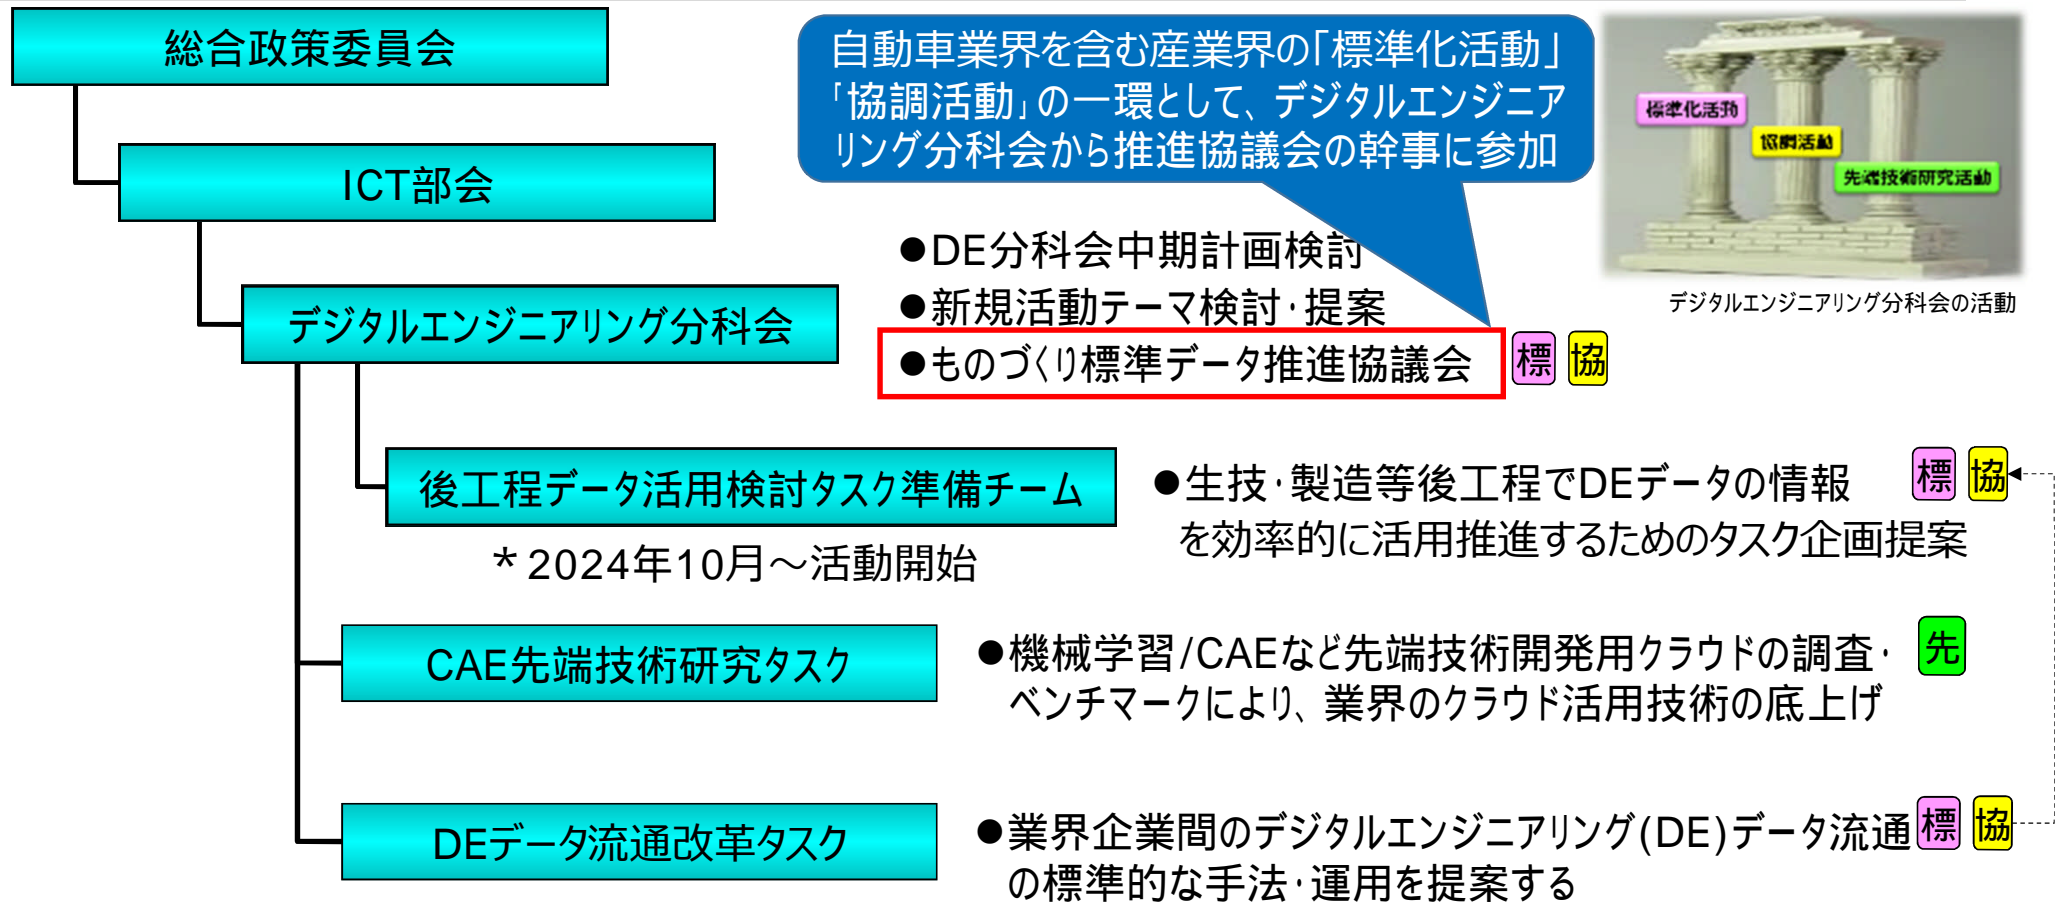 総合政策委員会
自動車業界を含む産業界の「標準化活動」
「協調活動」の一環として、デジタルエンジニア
リング分科会から推進協議会の幹事に参加
標準化活動
協調活動
先端技術研究活動
デジタルエンジニアリング分科会の活動
ICT部会
●DE分科会中期計画検討
●新規活動テーマ検討・提案
●ものづくり標準データ推進協議会 標 協
デジタルエンジニアリング分科会
後工程データ活用検討タスク準備チーム
*2024年10月～活動開始
●生技・製造等後工程でDEデータの情報 標 協
を効率的に活用推進するためのタスク企画提案
CAE先端技術研究タスク
●機械学習/CAEなど先端技術開発用クラウドの調査・ 先
ベンチマークにより、業界のクラウド活用技術の底上げ
DEデータ流通改革タスク
●業界企業間のデジタルエンジニアリング(DE)データ流通 標 協
の標準的な手法・運用を提案する